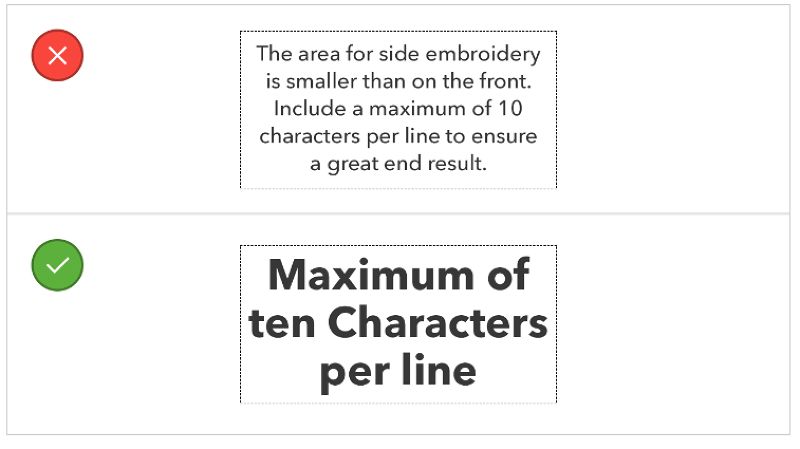 The area for side embroidery
is smaller than on the front.
Include a maximum of 10
characters per line to ensure
a great end result.
Maximum of
ten Characters
per line